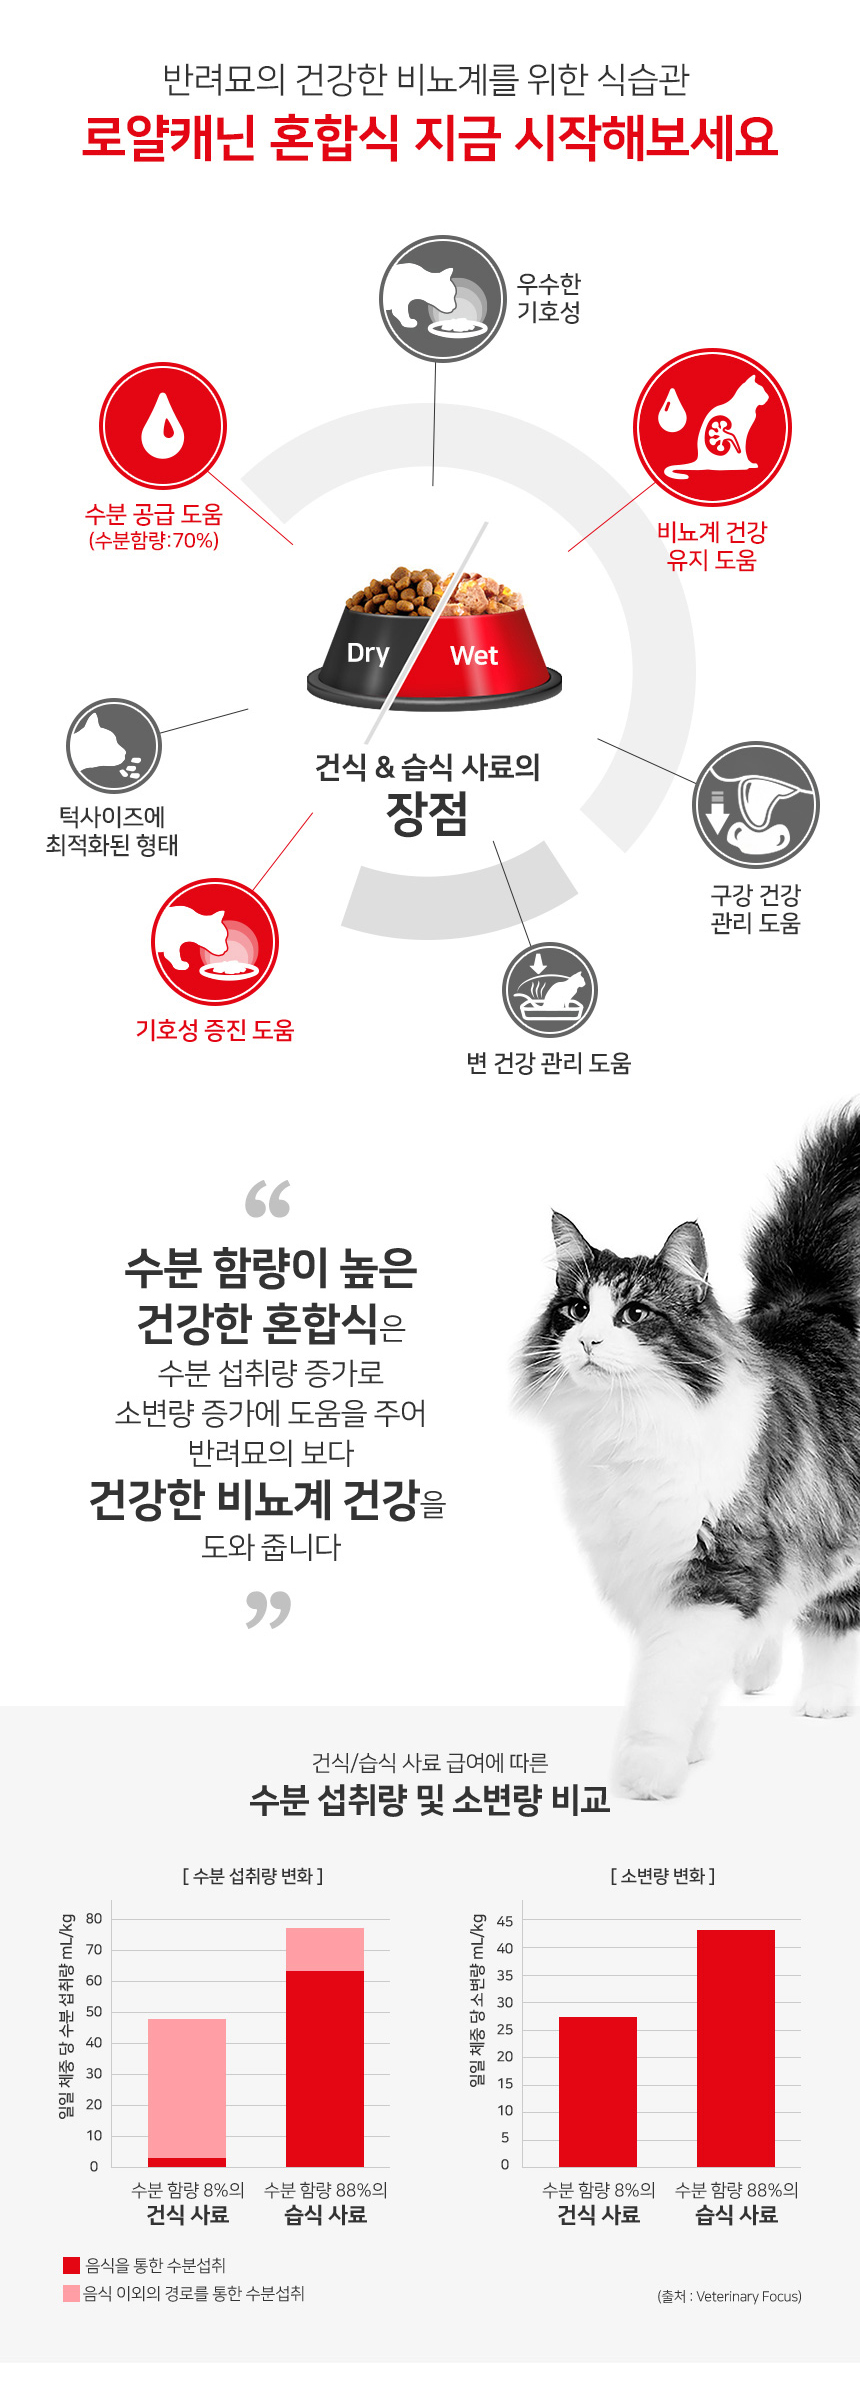 반려묘의 건강한 비뇨계를 위한 식습관
로얄캐닌 혼합식 지금 시작해보세요
우수한
기호성
수분 공급 도움
(수분함량:70%)
비뇨계 건강
유지 도움
Dry
Wet
건식 & 습식 사료의
장점
턱사이즈에
최적화된 형태
구강 건강
관리 도움
기호성 증진 도움
변 건강 관리 도움
“
수분 함량이 높은
건강한 혼합식은
수분 섭취량 증가로
소변량 증가에 도움을 주어
반려묘의 보다
건강한 비뇨계 건강을
도와 줍니다
”
건식/습식 사료 급여에 따른
수분 섭취량 및 소변량 비교
[ 수분 섭취량 변화 ]
일일 체중 당 수분 섭취량 mL/kg
80
70
60
50
40
30
20
10
0
수분 함량 8%의
건식 사료
수분 함량 88%의
습식 사료
음식을 통한 수분섭취
음식 이외의 경로를 통한 수분섭취
[ 소변량 변화 ]
일일 체중 당 소변량 mL/kg
45
40
35
30
25
20
15
10
5
0
수분 함량 8%의
건식 사료
수분 함량 88%의
습식 사료
(출처 : Veterinary Focus)